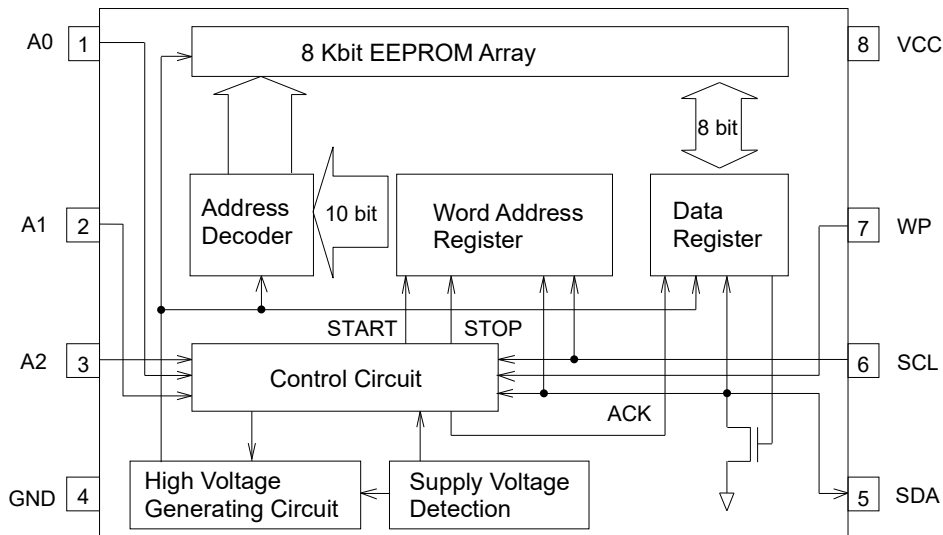 A0
1
8 Kbit EEPROM Array
8
VCC
8 bit
A1
2
Address
Decoder
10 bit
Word Address
Register
Data
Register
7
WP
START
STOP
A2
3
Control Circuit
6
SCL
ACK
GND
4
High Voltage
Generating Circuit
Supply Voltage
Detection
5
SDA